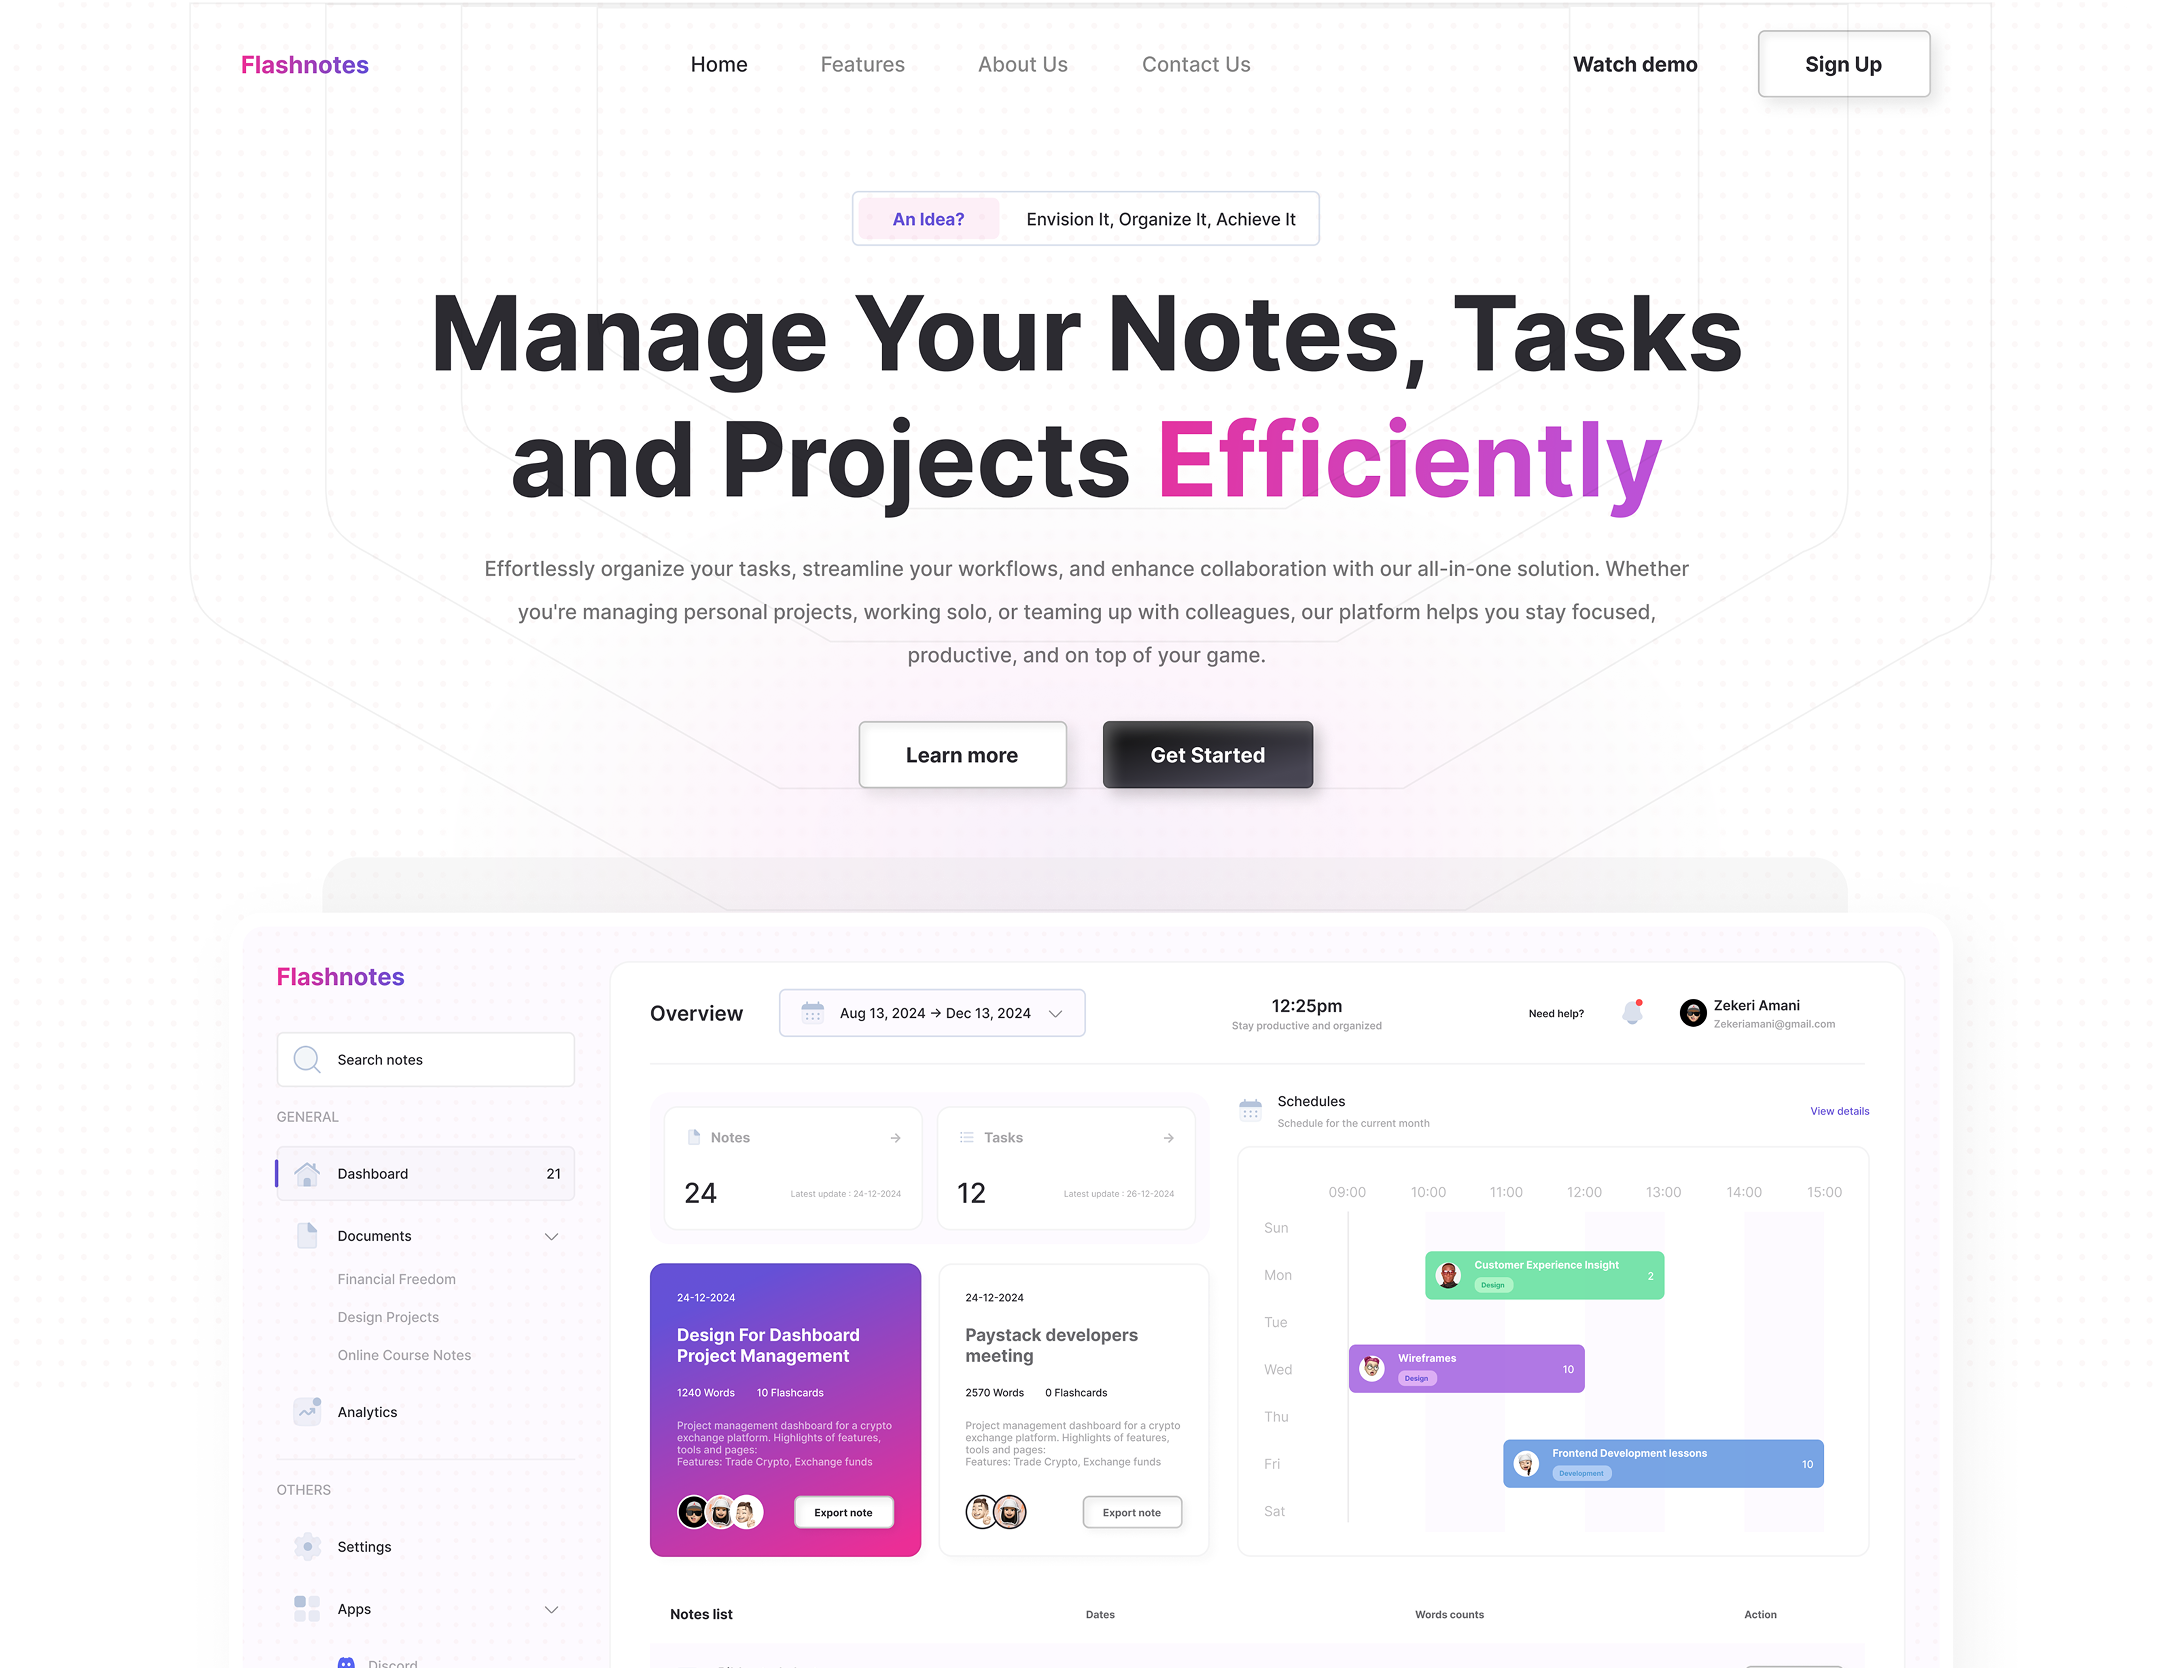 Flashnotes
Home
Features
About Us
Contact Us
Watch demo
Sign Up
An Idea?
Envision It, Organize It, Achieve It
Manage Your Notes, Tasks
and Projects Efficiently
Effortlessly organize your tasks, streamline your workflows, and enhance collaboration with our all-in-one solution. Whether
you're managing personal projects, working solo, or teaming up with colleagues, our platform helps you stay focused,
productive, and on top of your game.
Learn more
Get Started
Flashnotes
Search notes
GENERAL
Dashboard
21
Documents
Financial Freedom
Design Projects
Online Course Notes
Analytics
OTHERS
Settings
Apps
Discord
Overview
Aug 13, 2024 → Dec 13, 2024
12:25pm
Stay productive and organized
Need help?
Zekeri Amani
Zekeriamani@gmail.com
Notes
24
Latest update : 24-12-2024
Tasks
12
Latest update : 26-12-2024
24-12-2024
Design For Dashboard
Project Management
1240 Words
10 Flashcards
Project management dashboard for a crypto
exchange platform. Highlights of features,
tools and pages:
Features: Trade Crypto, Exchange funds
Export note
24-12-2024
Paystack developers
meeting
2570 Words
0 Flashcards
Project management dashboard for a crypto
exchange platform. Highlights of features,
tools and pages:
Features: Trade Crypto, Exchange funds
Export note
Schedules
Schedule for the current month
View details
09:00
10:00
11:00
12:00
13:00
14:00
15:00
Sun
Mon
Customer Experience Insight
Design
2
Tue
Wed
Wireframes
Design
10
Thu
Fri
Frontend Development lessons
Development
10
Sat
Notes list
Dates
Words counts
Action